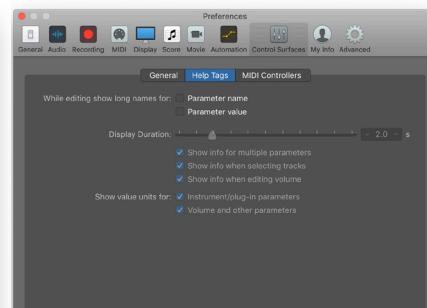 Preferences
General Audio Recording MIDI Display Score Movie Automation Control Surfaces My Info Advanced
General Help Tags MIDI Controllers
While editing show long names for: Parameter name
Parameter value
Display Duration: 2.0 s
Show info for multiple parameters
Show info when selecting tracks
Show info when editing volume
Show value units for: Instrument/plug-in parameters
Volume and other parameters